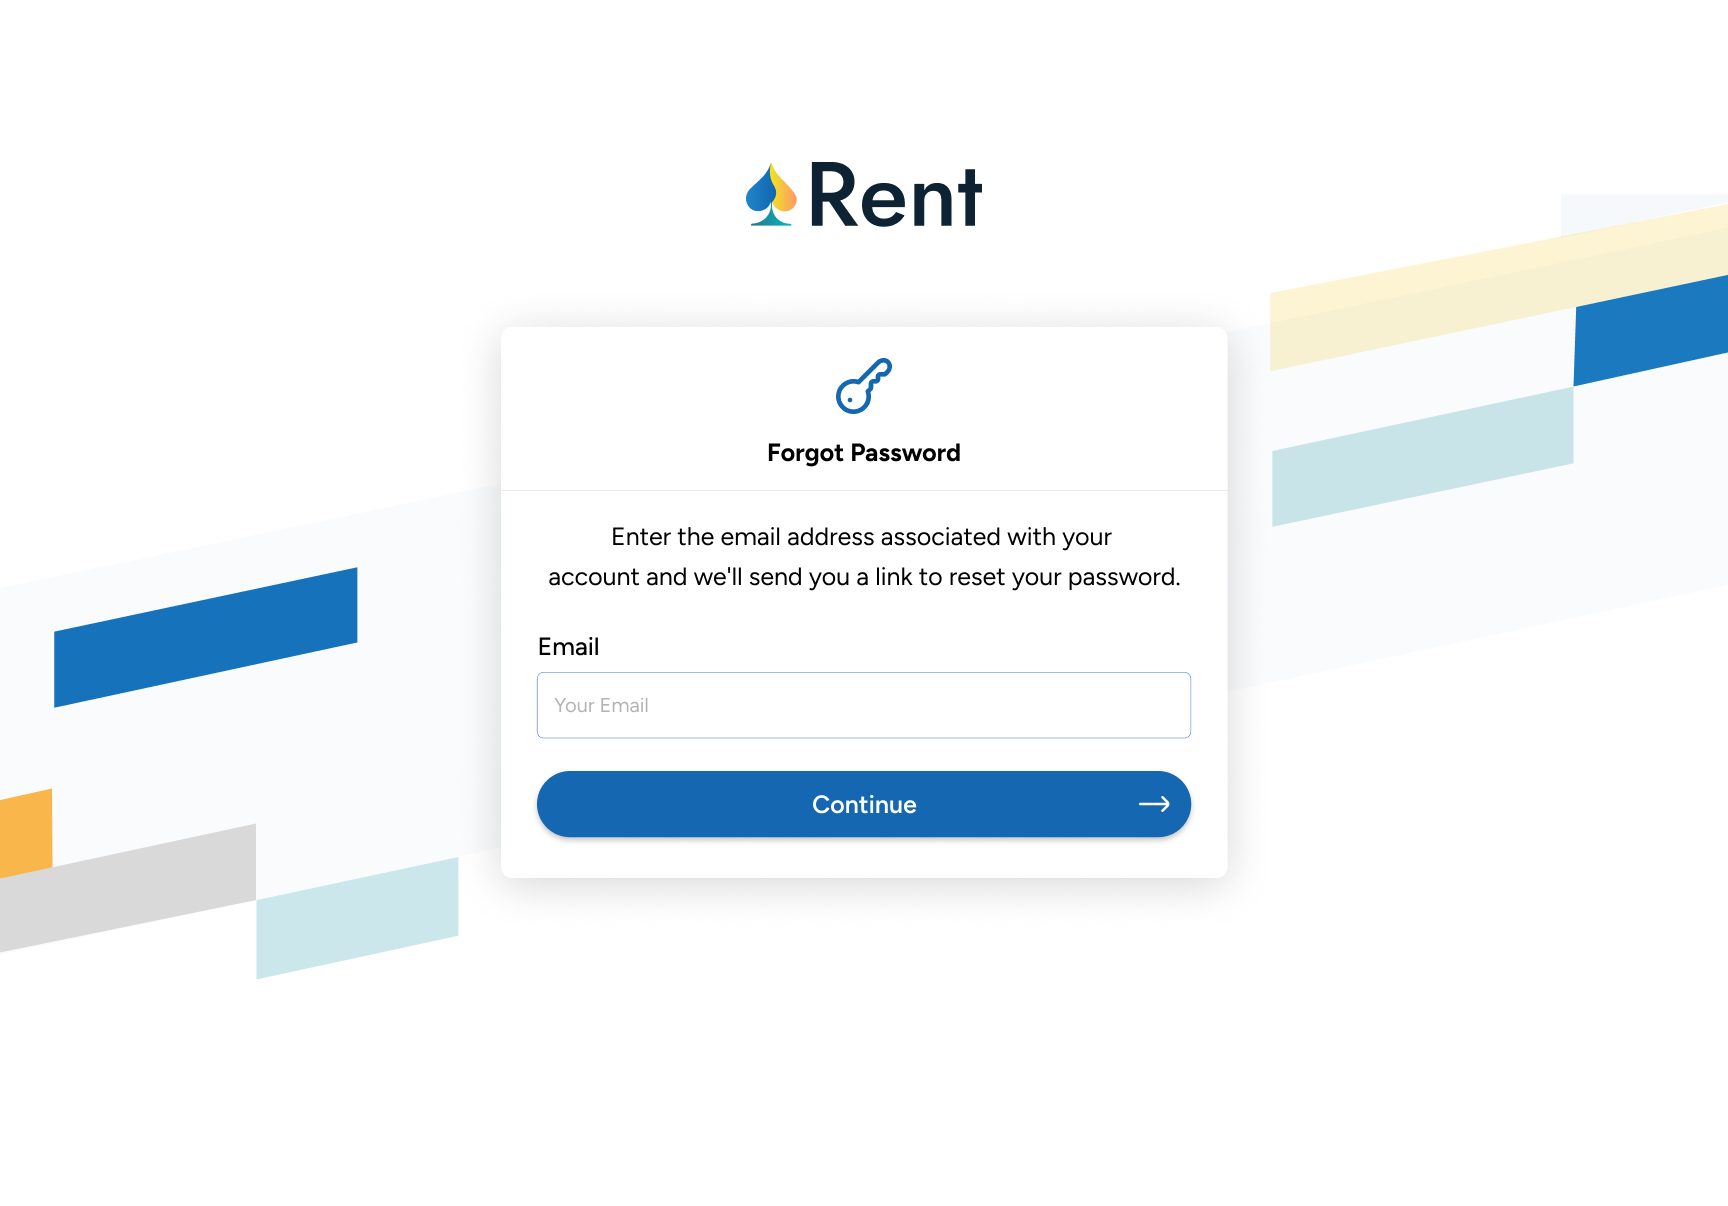 Rent
Forgot Password
Enter the email address associated with your
account and we'll send you a link to reset your password.
Email
Your Email
Continue